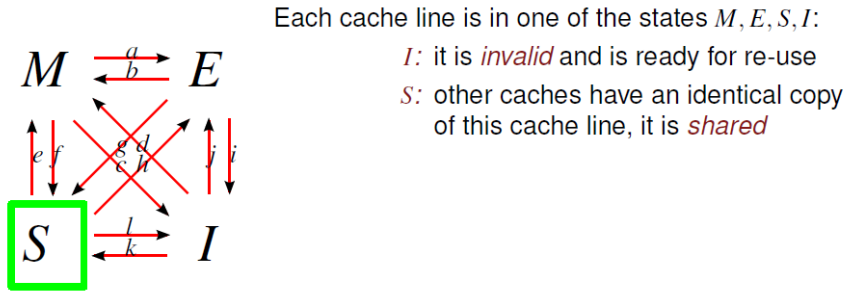 Each cache line is in one of the states M, E, S, I:
I: it is invalid and is ready for re-use
S: other caches have an identical copy
of this cache line, it is shared
M a E
b
e f g d j i
c h
S l I
k